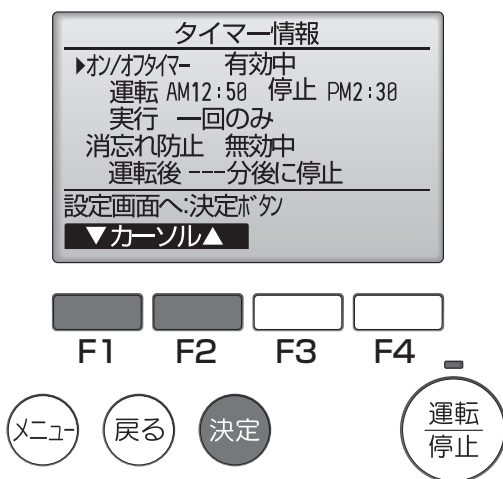 タイマー情報
▶オン/オフタイマー 有効中
運転 AM12:50 停止 PM2:30
実行 一回のみ
消忘れ防止 無効中
運転後 ---分後に停止
設定画面へ:決定ボタン
▼カーソル▲
F1 F2 F3 F4
メニュー 戻る 決定 運転
停止